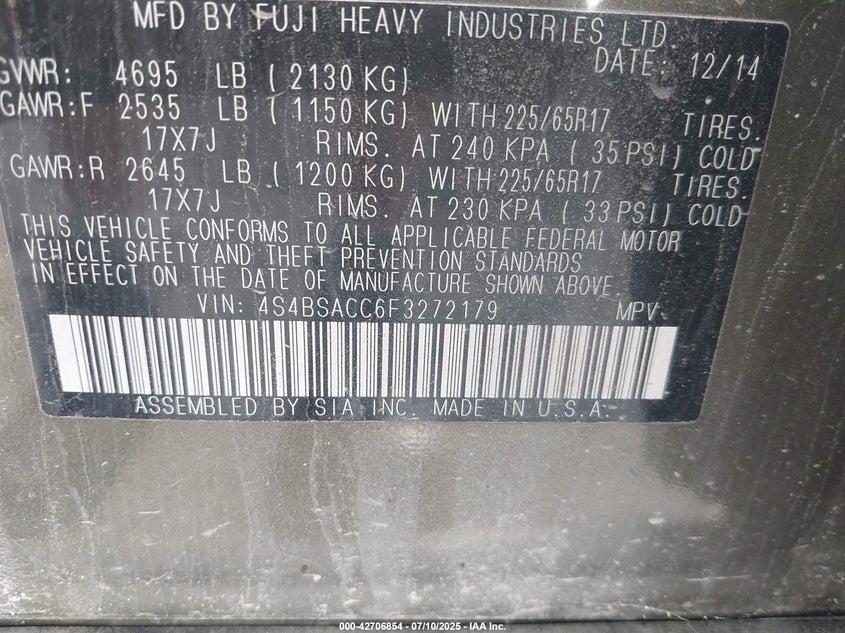 MFD BY FUJI HEAVY INDUSTRIES LTD.
DATE: 12/14
GVWR: 4695 LB ( 2130 KG)
GAWR:F 2535 LB ( 1150 KG) WITH 225/65R17 TIRES.
17X7J RIMS. AT 240 KPA ( 35 PSI) COLD
GAWR:R 2645 LB ( 1200 KG) WITH 225/65R17 TIRES.
17X7J RIMS. AT 230 KPA ( 33 PSI) COLD
THIS VEHICLE CONFORMS TO ALL APPLICABLE FEDERAL MOTOR
VEHICLE SAFETY AND THEFT PREVENTION STANDARDS
IN EFFECT ON THE DATE OF MANUFACTURE SHOWN ABOVE.
VIN: 4S4BSACC6F3272179 MPV
ASSEMBLED BY SIA INC. MADE IN U.S.A.
000-42706854 - 07/10/2025 - IAA Inc.